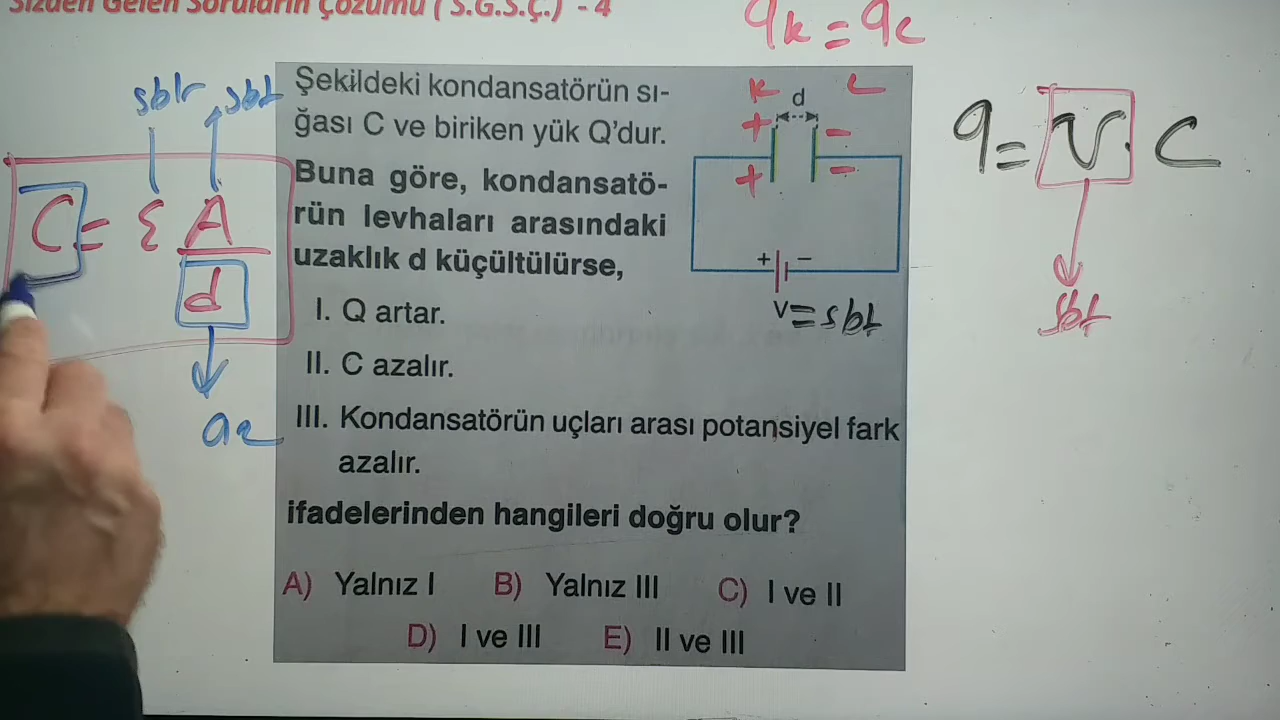 Sizden Gelen Soruların Çözümü ( S.G.S.Ç.) - 4
qk = qc
Şekildeki kondansatörün sı-
ğası C ve biriken yük Q'dur.
Buna göre, kondansatö-
rün levhaları arasındaki
uzaklık d küçültülürse,
I. Q artar.
II. C azalır.
III. Kondansatörün uçları arası potansiyel fark
azalır.
ifadelerinden hangileri doğru olur?
A) Yalnız I B) Yalnız III C) I ve II
D) I ve III E) II ve III
K d L
+ -
+ -
+ -
V = sbt
sbtr sbt
C = ε A
d
az
q = V . C
sbt